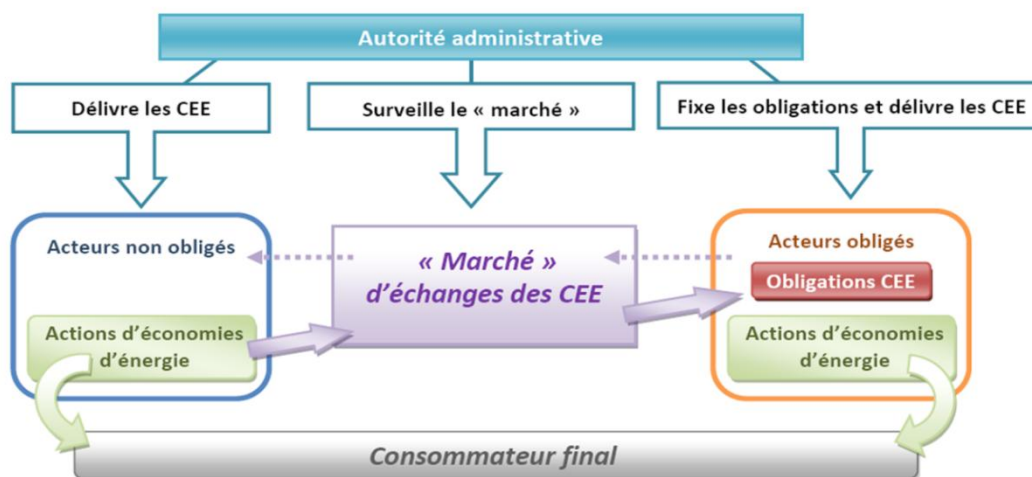 Autorité administrative
Délivre les CEE
Surveille le « marché »
Fixe les obligations et délivre les CEE
Acteurs non obligés
« Marché »
d'échanges des CEE
Acteurs obligés
Obligations CEE
Actions d'économies
d'énergie
Actions d'économies
d'énergie
Consommateur final